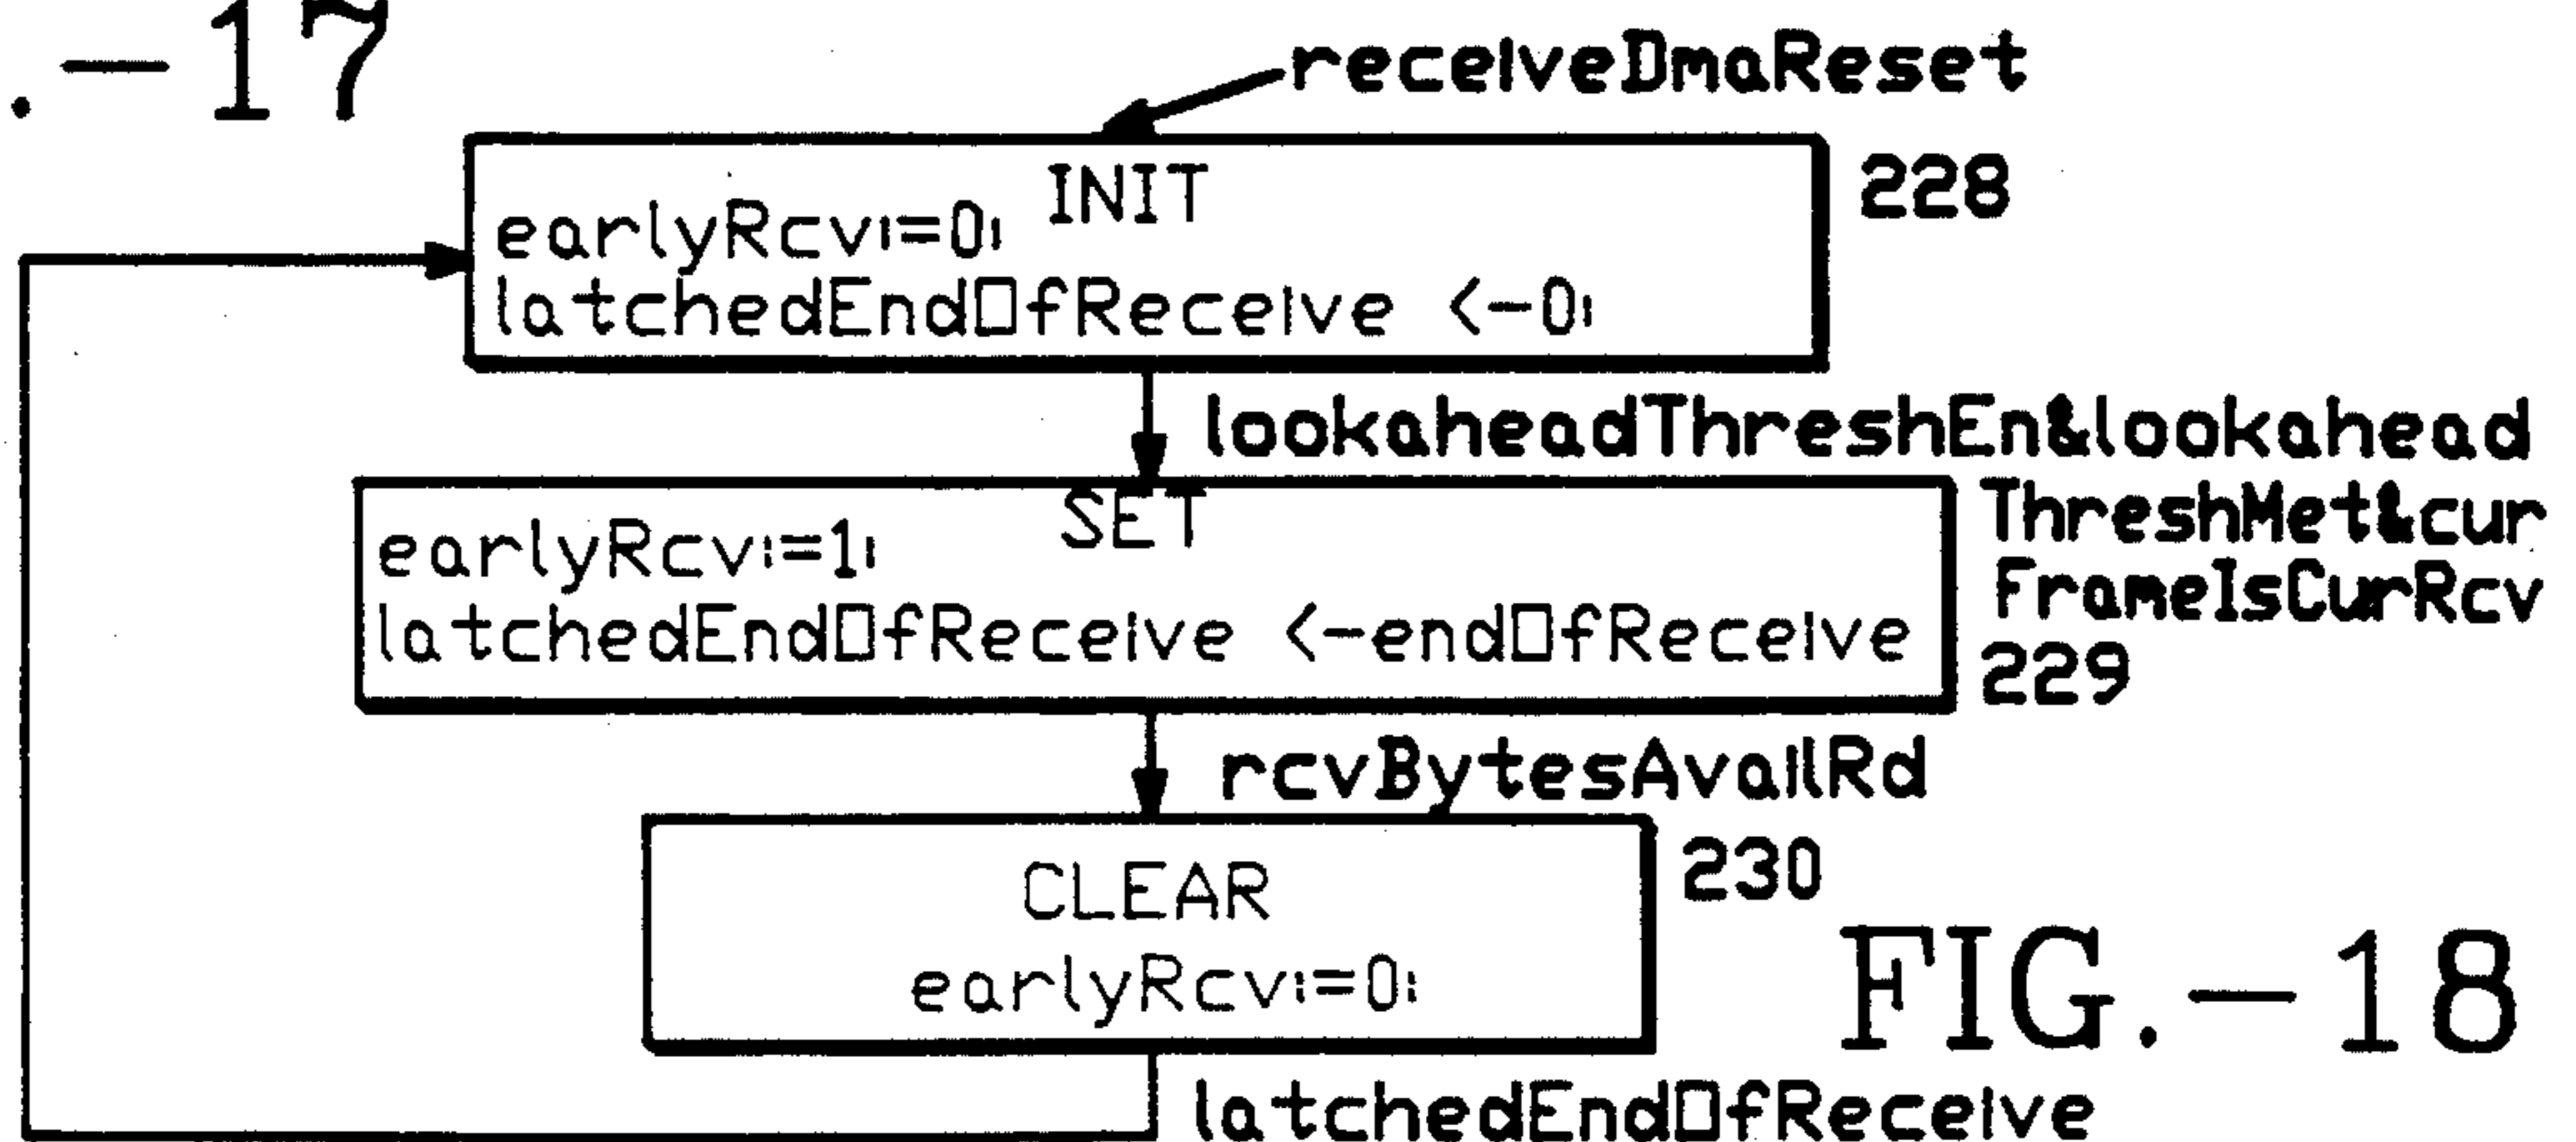 .-17
receiveDmaReset
INIT
228
earlyRcv:=0;
latchedEndOfReceive <-0;
lookaheadThreshEn&lookahead
ThreshMet&cur
FrameIsCurRcv
SET
earlyRcv:=1;
latchedEndOfReceive <-endOfReceive
229
rcvBytesAvailRd
230
CLEAR
earlyRcv:=0;
FIG.-18
latchedEndOfReceive